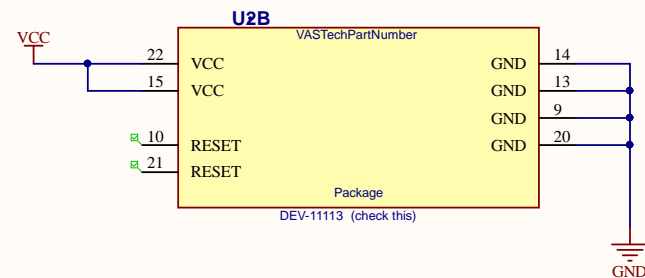 U2B
VASTechPartNumber
VCC
22 VCC GND 14
15 VCC GND 13
GND 9
10 RESET GND 20
21 RESET
Package
DEV-11113 (check this)
GND